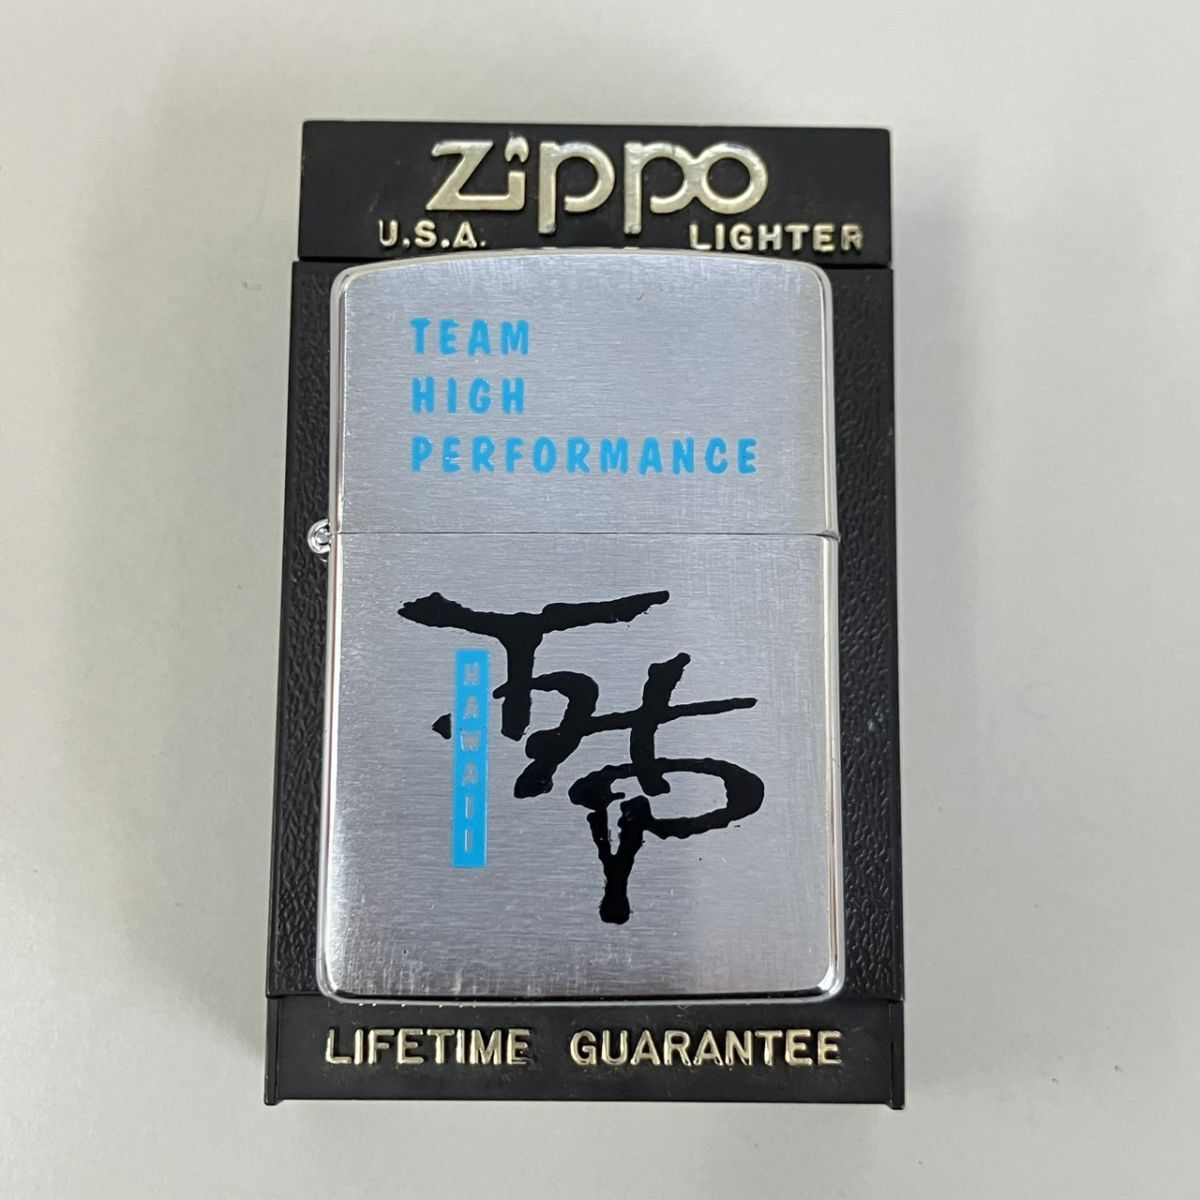 Zippo
U.S.A. LIGHTER
TEAM
HIGH
PERFORMANCE
THP
HAWAII
LIFETIME GUARANTEE